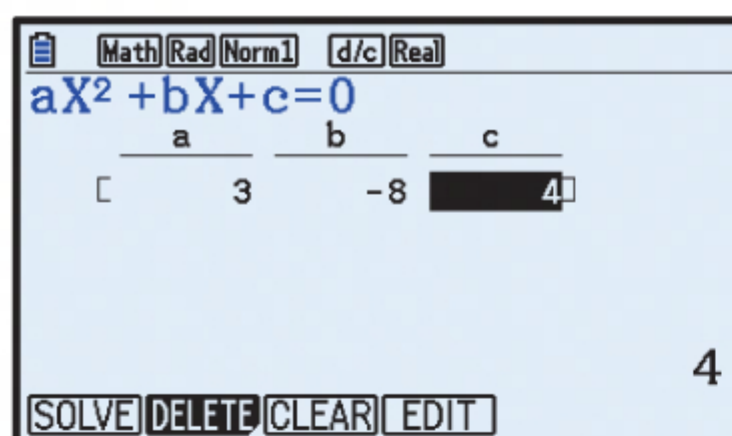 Math Rad Norm1 d/c Real
aX² +bX+c=0
a b c
[ 3 -8 4]
4
SOLVE DELETE CLEAR EDIT